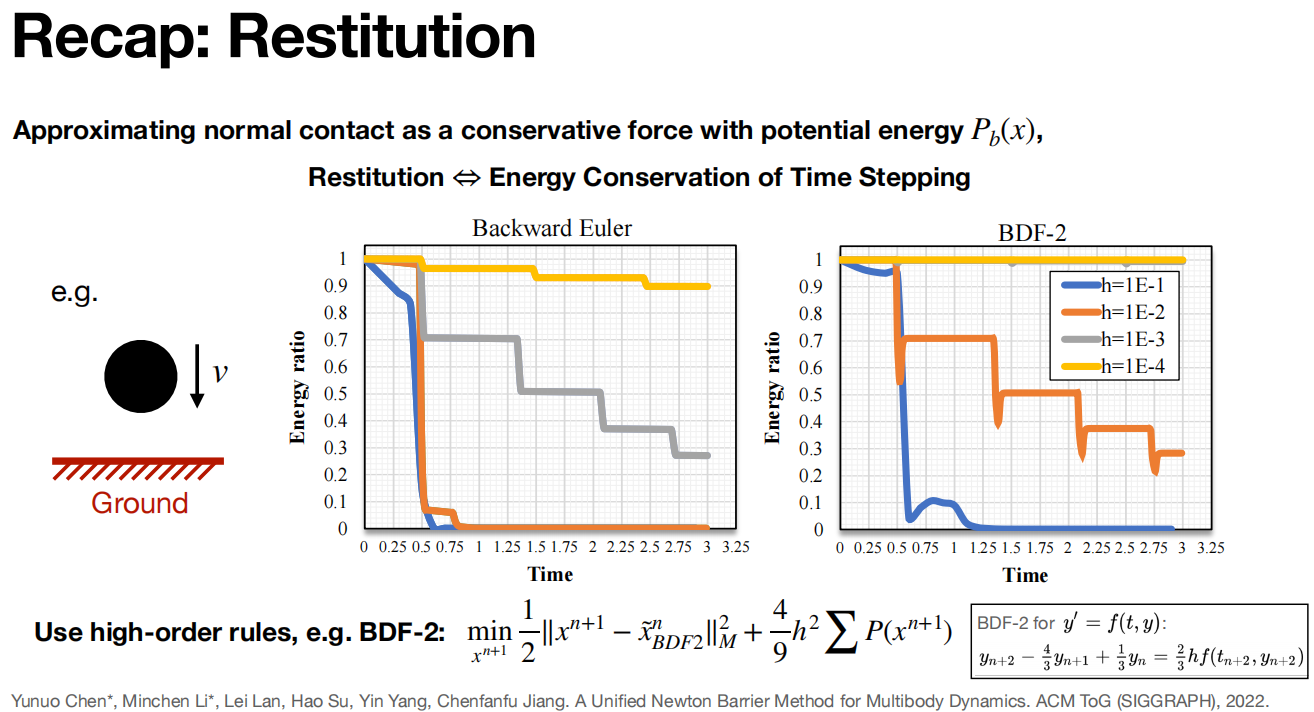 Recap: Restitution
Approximating normal contact as a conservative force with potential energy P_b(x),
Restitution ⇔ Energy Conservation of Time Stepping
e.g.
v
Ground
Backward Euler
Energy ratio
1
0.9
0.8
0.7
0.6
0.5
0.4
0.3
0.2
0.1
0
0 0.25 0.5 0.75 1 1.25 1.5 1.75 2 2.25 2.5 2.75 3 3.25
Time
BDF-2
Energy ratio
1
0.9
0.8
0.7
0.6
0.5
0.4
0.3
0.2
0.1
0
h=1E-1
h=1E-2
h=1E-3
h=1E-4
0 0.25 0.5 0.75 1 1.25 1.5 1.75 2 2.25 2.5 2.75 3 3.25
Time
Use high-order rules, e.g. BDF-2: min_{x^{n+1}} 1/2 ||x^{n+1} − x̃^n_{BDF2}||^2_M + 4/9 h^2 ∑ P(x^{n+1})
BDF-2 for y′ = f(t, y):
y_{n+2} − 4/3 y_{n+1} + 1/3 y_n = 2/3 hf(t_{n+2}, y_{n+2})
Yunuo Chen*, Minchen Li*, Lei Lan, Hao Su, Yin Yang, Chenfanfu Jiang. A Unified Newton Barrier Method for Multibody Dynamics. ACM ToG (SIGGRAPH), 2022.